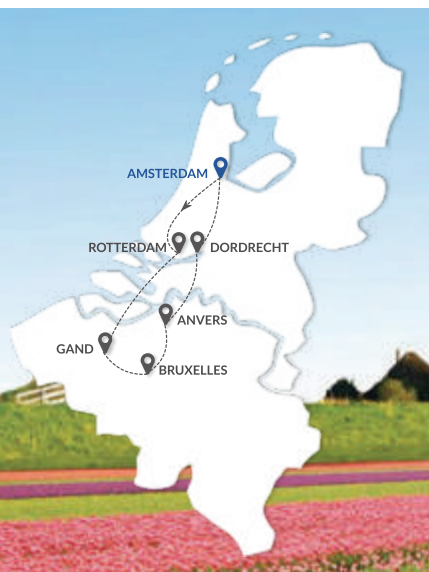 AMSTERDAM
ROTTERDAM
DORDRECHT
ANVERS
GAND
BRUXELLES